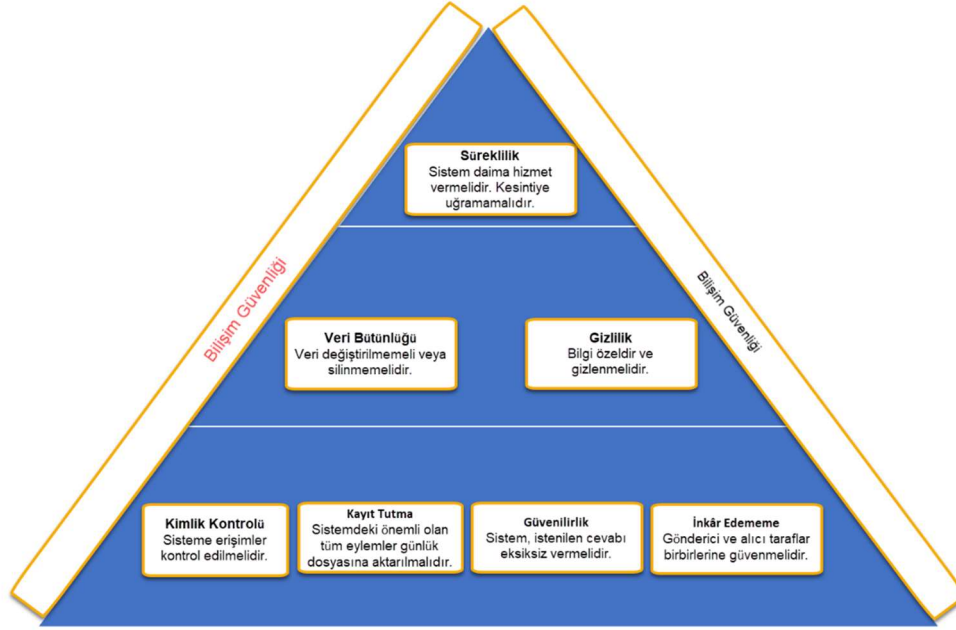 Süreklilik
Sistem daima hizmet
vermelidir. Kesintiye
uğramamalıdır.
Bilişim Güvenliği
Bilişim Güvenliği
Veri Bütünlüğü
Veri değiştirilmemeli veya
silinmemelidir.
Gizlilik
Bilgi özeldir ve
gizlenmelidir.
Kimlik Kontrolü
Sisteme erişimler
kontrol edilmelidir.
Kayıt Tutma
Sistemdeki önemli olan
tüm eylemler günlük
dosyasına aktarılmalıdır.
Güvenilirlik
Sistem, istenilen cevabı
eksiksiz vermelidir.
İnkâr Edememe
Gönderici ve alıcı taraflar
birbirlerine güvenmelidir.